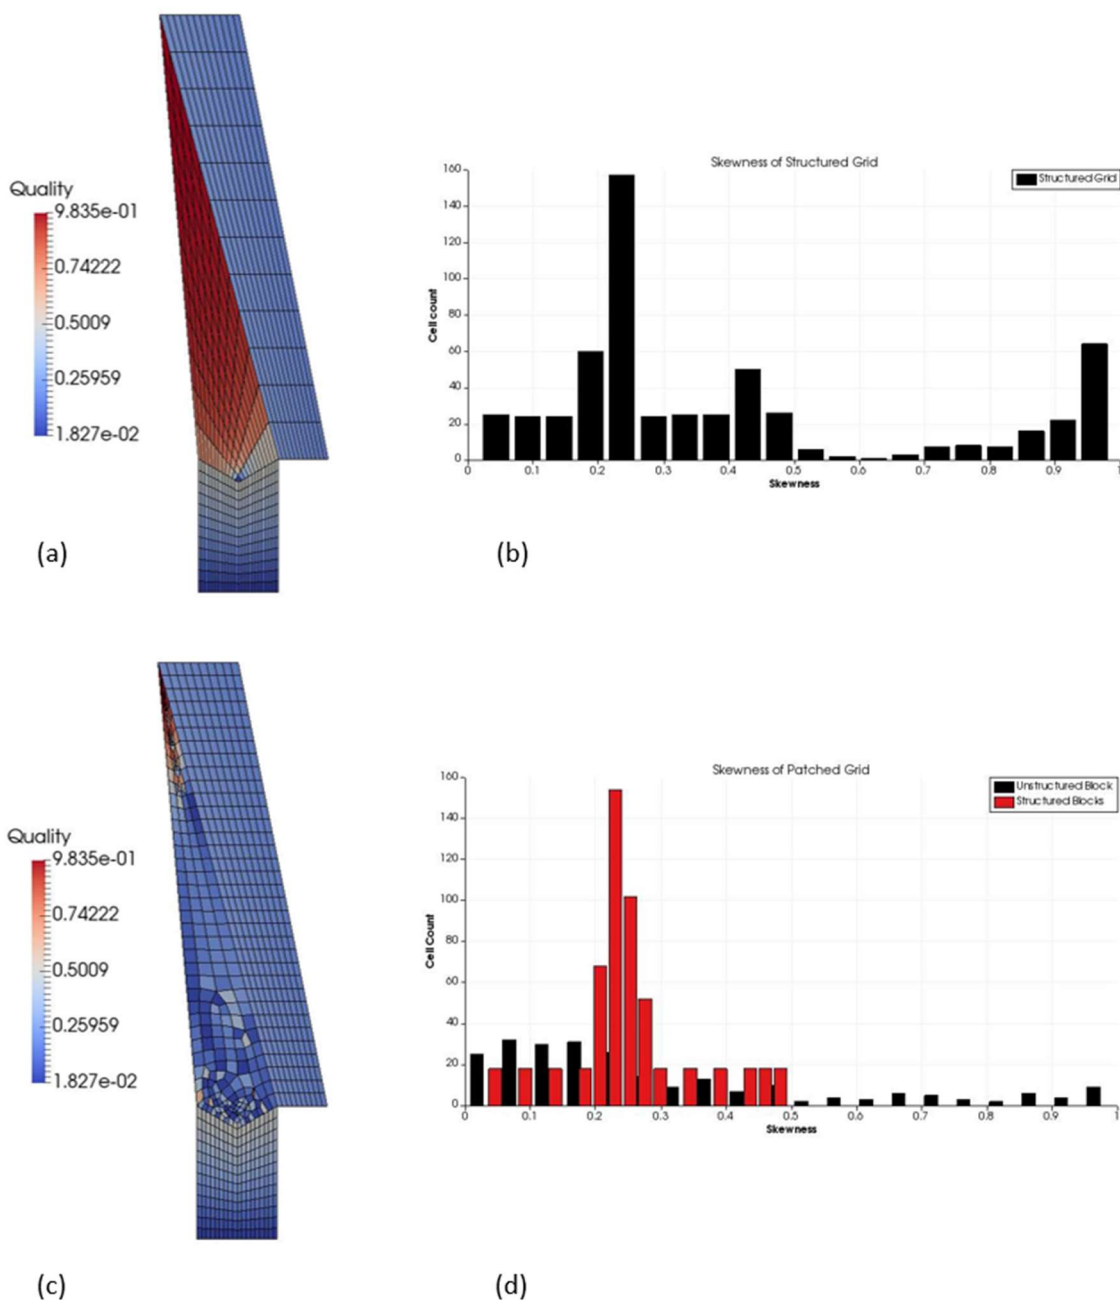 Quality
9.835e-01
0.74222
0.5009
0.25959
1.827e-02
(a)
Skewness of Structured Grid
Structured Grid
160
140
120
100
80
60
40
20
0
Cell count
0 0.1 0.2 0.3 0.4 0.5 0.6 0.7 0.8 0.9 1
Skewness
(b)
Quality
9.835e-01
0.74222
0.5009
0.25959
1.827e-02
(c)
Skewness of Patched Grid
Unstructured Block
Structured Blocks
160
140
120
100
80
60
40
20
0
Cell Count
0 0.1 0.2 0.3 0.4 0.5 0.6 0.7 0.8 0.9 1
Skewness
(d)